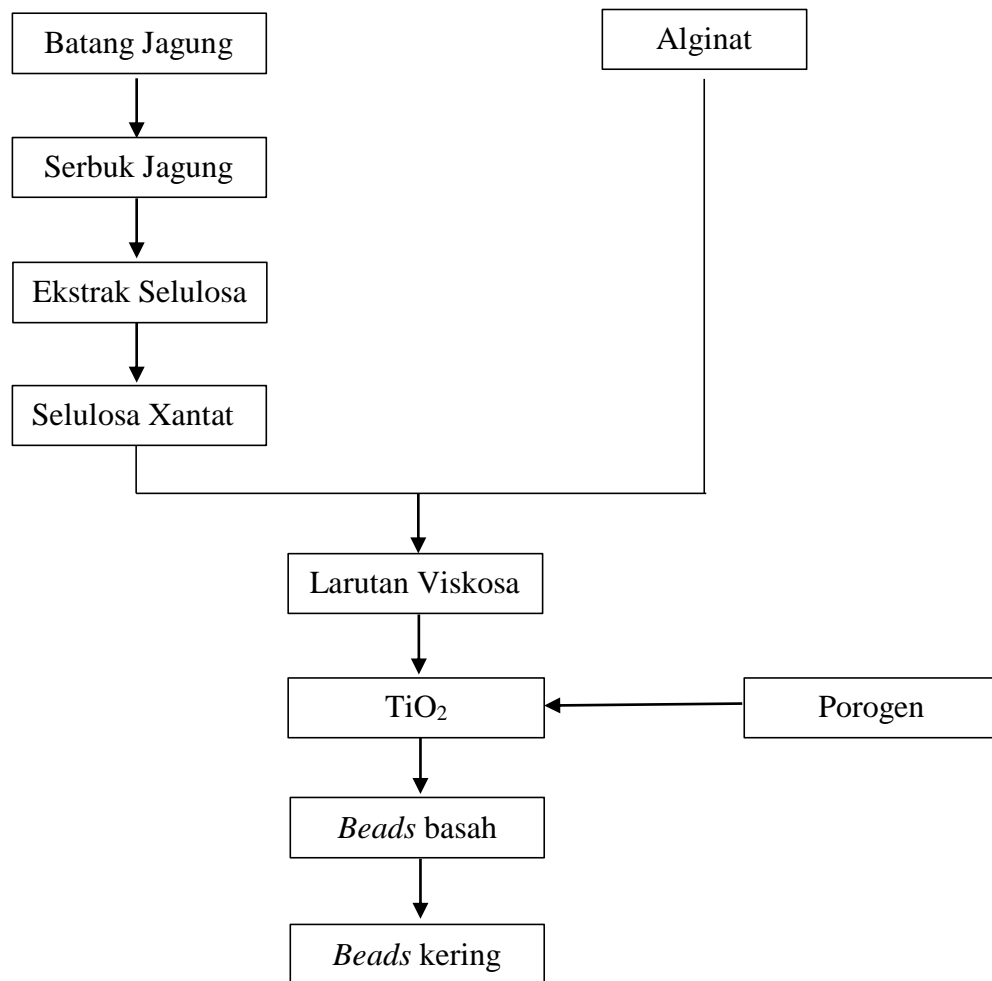 Batang Jagung
Alginat
Serbuk Jagung
Ekstrak Selulosa
Selulosa Xantat
Larutan Viskosa
TiO₂
Porogen
Beads basah
Beads kering